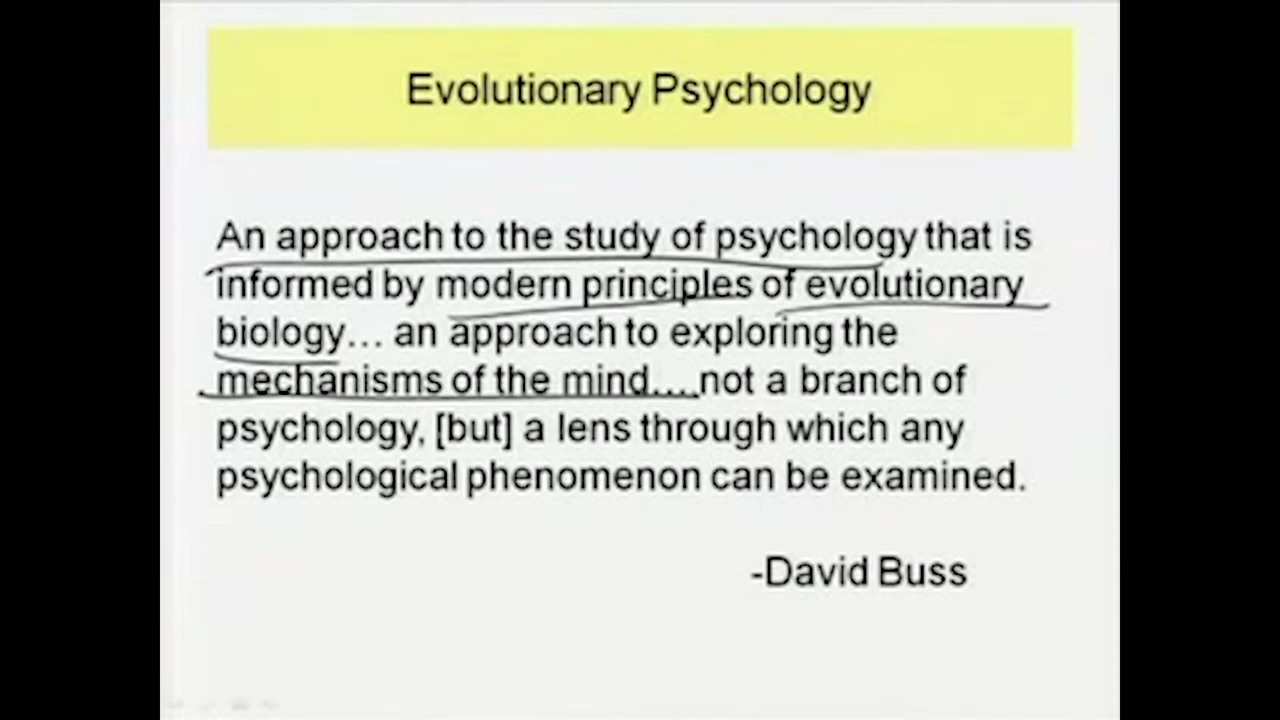 Evolutionary Psychology
An approach to the study of psychology that is
informed by modern principles of evolutionary
biology... an approach to exploring the
mechanisms of the mind....not a branch of
psychology, [but] a lens through which any
psychological phenomenon can be examined.
-David Buss